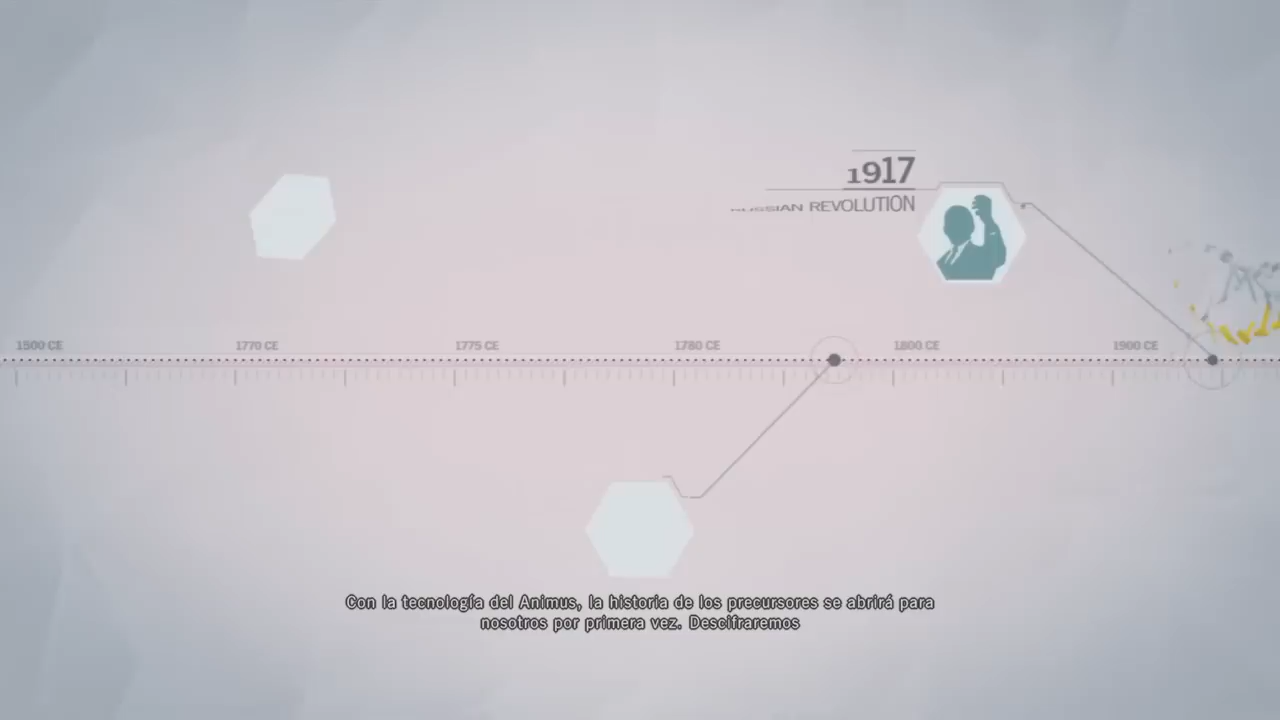 1917
RUSSIAN REVOLUTION
1500 CE
1770 CE
1775 CE
1780 CE
1800 CE
1900 CE
Con la tecnología del Animus, la historia de los precursores se abrirá para
nosotros por primera vez. Descifraremos